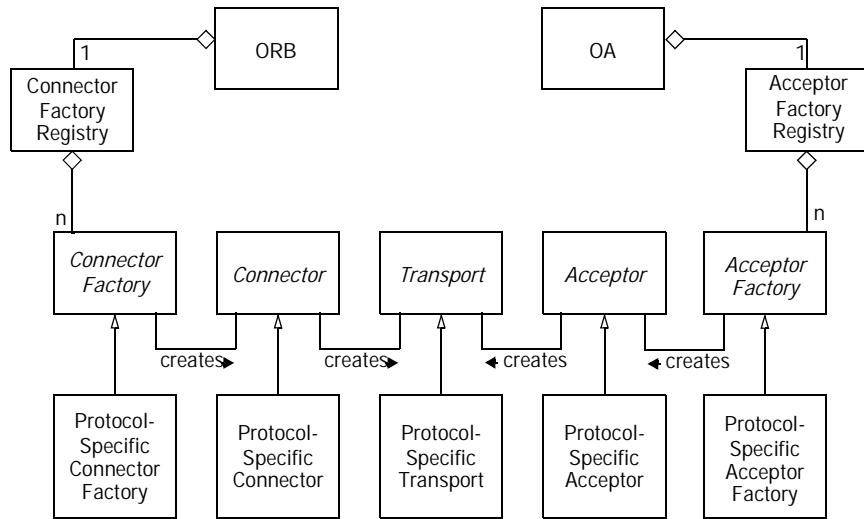 ORB
OA
1
1
Connector
Factory
Registry
Acceptor
Factory
Registry
n
n
Connector
Factory
Connector
Transport
Acceptor
Acceptor
Factory
creates
creates
creates
creates
Protocol-
Specific
Connector
Factory
Protocol-
Specific
Connector
Protocol-
Specific
Transport
Protocol-
Specific
Acceptor
Protocol-
Specific
Acceptor
Factory